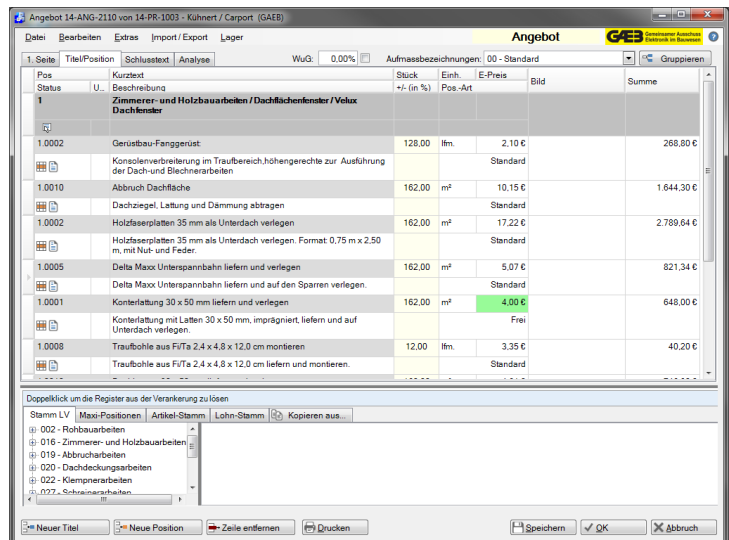 Angebot 14-ANG-2110 von 14-PR-1003 - Kühnert / Carport (GAEB)
Datei Bearbeiten Extras Import / Export Lager Angebot GAEB Gemeinsamer Ausschuss
Elektronik im Bauwesen ?
1. Seite Titel/Position Schlusstext Analyse WuG: 0,00% Aufmassbezeichnungen: 00 - Standard Gruppieren
Pos Kurztext Stück Einh. E-Preis Bild Summe
Status U... Beschreibung +/- (in %) Pos.-Art
1 Zimmerer- und Holzbauarbeiten / Dachflächenfenster / Velux
Dachfenster
1.0002 Gerüstbau-Fanggerüst: 128,00 lfm. 2,10 € 268,80 €
Konsolenverbreiterung im Traufbereich,höhengerechte zur Ausführung Standard
der Dach-und Blechnerarbeiten
1.0010 Abbruch Dachfläche 162,00 m² 10,15 € 1.644,30 €
Dachziegel, Lattung und Dämmung abtragen Standard
1.0002 Holzfaserplatten 35 mm als Unterdach verlegen 162,00 m² 17,22 € 2.789,64 €
Holzfaserplatten 35 mm als Unterdach verlegen. Format: 0,75 m x 2,50 Standard
m, mit Nut- und Feder.
1.0005 Delta Maxx Unterspannbahn liefern und verlegen 162,00 m² 5,07 € 821,34 €
Delta Maxx Unterspannbahn liefern und auf den Sparren verlegen. Standard
1.0001 Konterlattung 30 x 50 mm liefern und verlegen 162,00 m² 4,00 € 648,00 €
Konterlattung mit Latten 30 x 50 mm, imprägniert, liefern und auf Frei
Unterdach verlegen.
1.0008 Traufbohle aus Fi/Ta 2,4 x 4,8 x 12,0 cm montieren 12,00 lfm. 3,35 € 40,20 €
Traufbohle aus Fi/Ta 2,4 x 4,8 x 12,0 cm liefern und montieren. Standard
Doppelklick um die Register aus der Verankerung zu lösen
Stamm LV Maxi-Positionen Artikel-Stamm Lohn-Stamm Kopieren aus...
002 - Rohbauarbeiten
016 - Zimmerer- und Holzbauarbeiten
019 - Abbrucharbeiten
020 - Dachdeckungsarbeiten
022 - Klempnerarbeiten
027 - Schreinerarbeiten
Neuer Titel Neue Position Zeile entfernen Drucken Speichern OK Abbruch